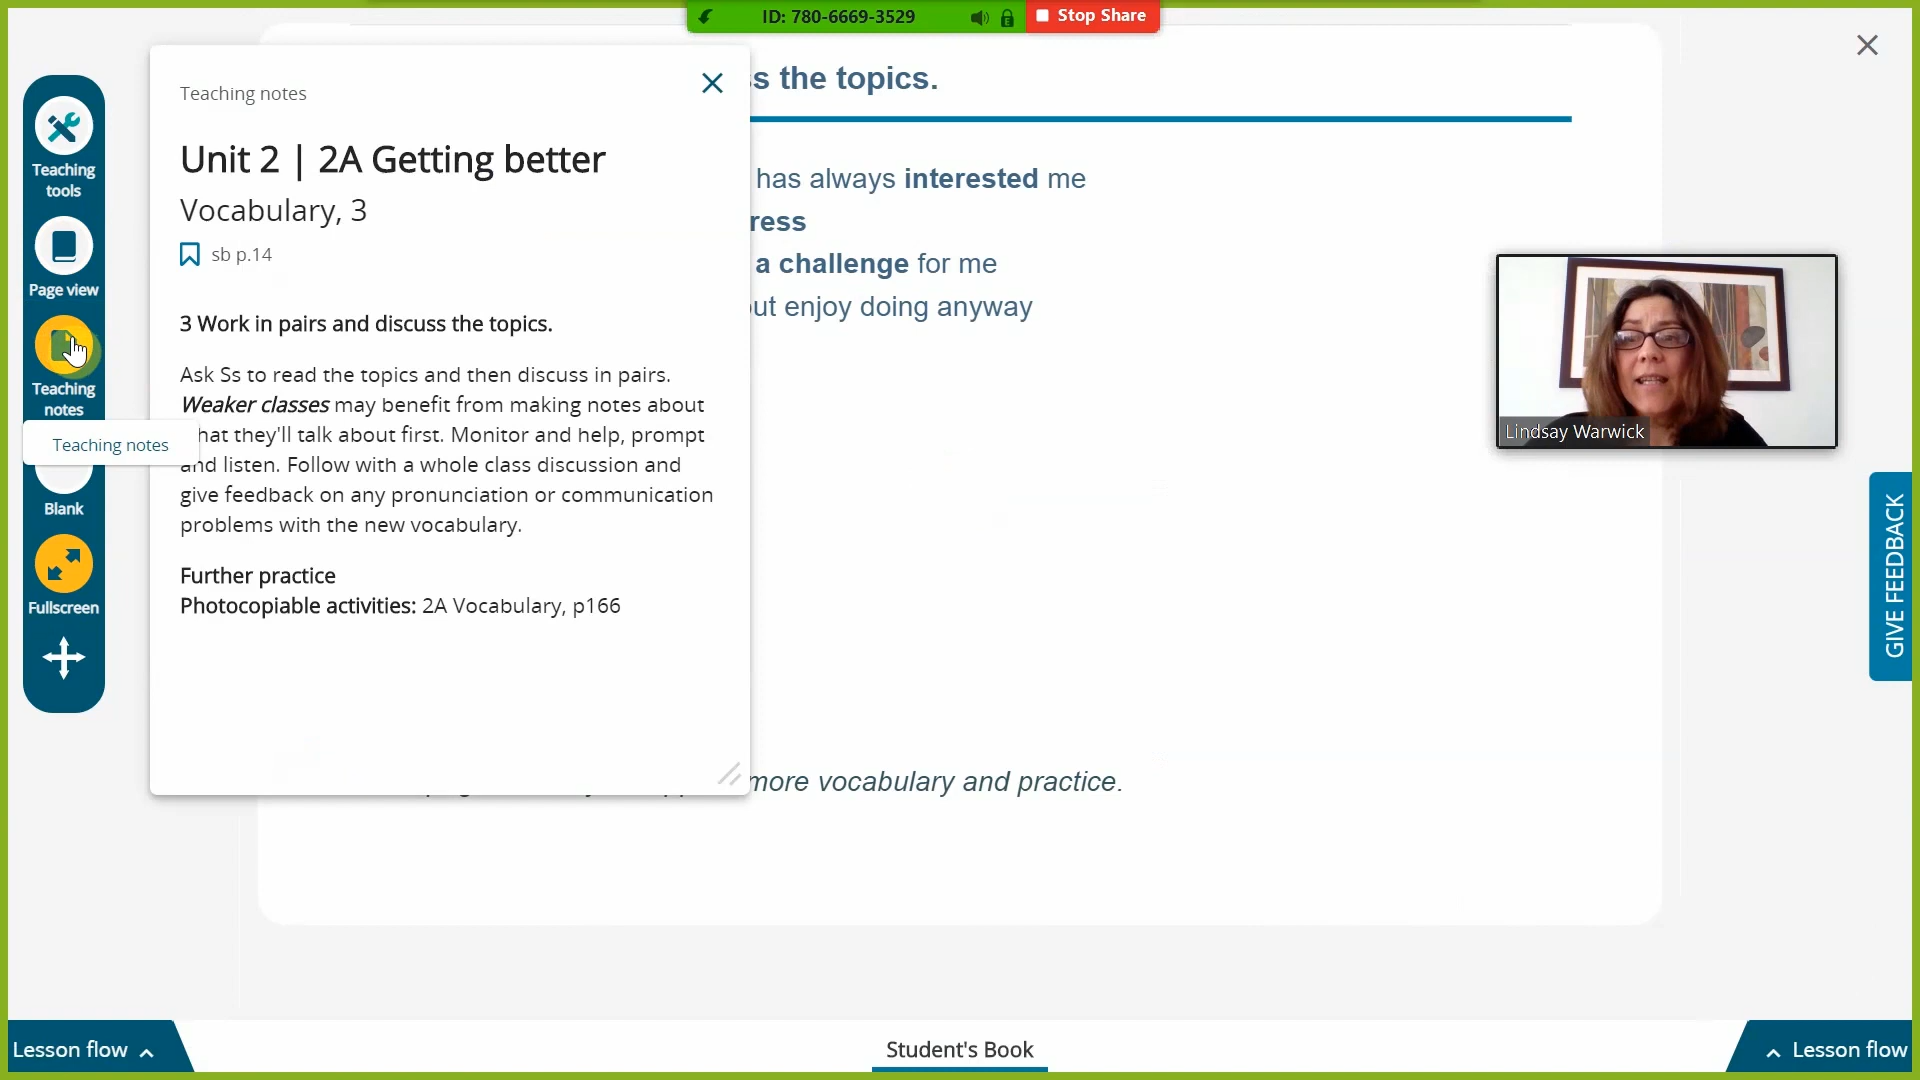 ID: 780-6669-3529
Stop Share
Teaching tools
Page view
Teaching notes
Teaching notes
Blank
Fullscreen
Teaching notes
Unit 2 | 2A Getting better
Vocabulary, 3
sb p.14
3 Work in pairs and discuss the topics.
Ask Ss to read the topics and then discuss in pairs.
Weaker classes may benefit from making notes about
hat they'll talk about first. Monitor and help, prompt
and listen. Follow with a whole class discussion and
give feedback on any pronunciation or communication
problems with the new vocabulary.
Further practice
Photocopiable activities: 2A Vocabulary, p166
ss the topics.
has always interested me
ress
a challenge for me
out enjoy doing anyway
more vocabulary and practice.
Lindsay Warwick
GIVE FEEDBACK
Lesson flow
Student's Book
Lesson flow